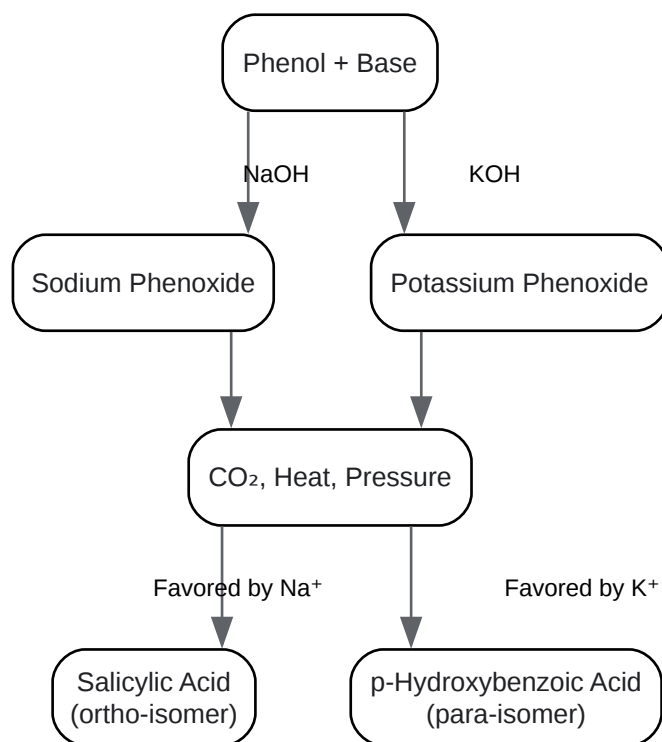 Phenol + Base
NaOH
KOH
Sodium Phenoxide
Potassium Phenoxide
CO₂, Heat, Pressure
Favored by Na⁺
Favored by K⁺
Salicylic Acid
(ortho-isomer)
p-Hydroxybenzoic Acid
(para-isomer)